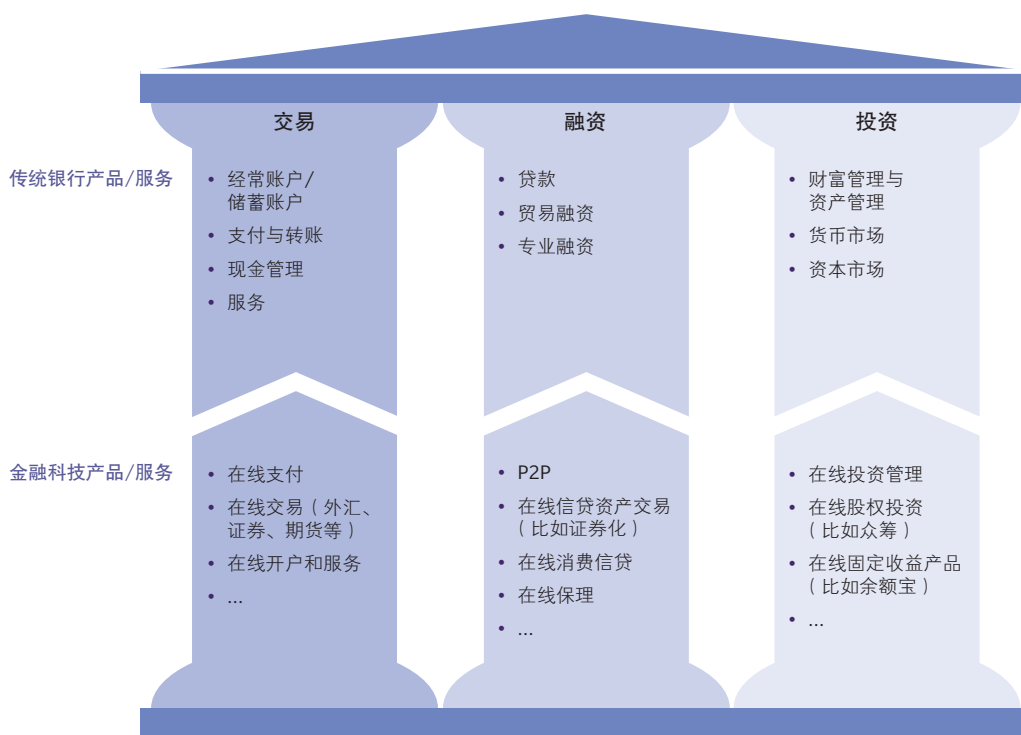 交易
融资
投资
传统银行产品/服务
• 经常账户/
储蓄账户
• 支付与转账
• 现金管理
• 服务
• 贷款
• 贸易融资
• 专业融资
• 财富管理与
资产管理
• 货币市场
• 资本市场
金融科技产品/服务
• 在线支付
• 在线交易（外汇、
证券、期货等）
• 在线开户和服务
• ...
• P2P
• 在线信贷资产交易
（比如证券化）
• 在线消费信贷
• 在线保理
• ...
• 在线投资管理
• 在线股权投资
（比如众筹）
• 在线固定收益产品
（比如余额宝）
• ...